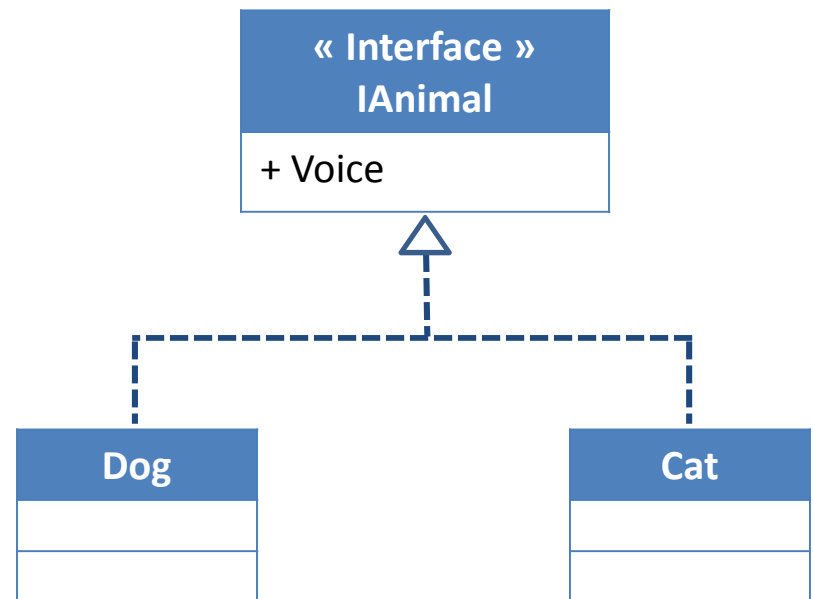 « Interface »
IAnimal
+ Voice
Dog
Cat